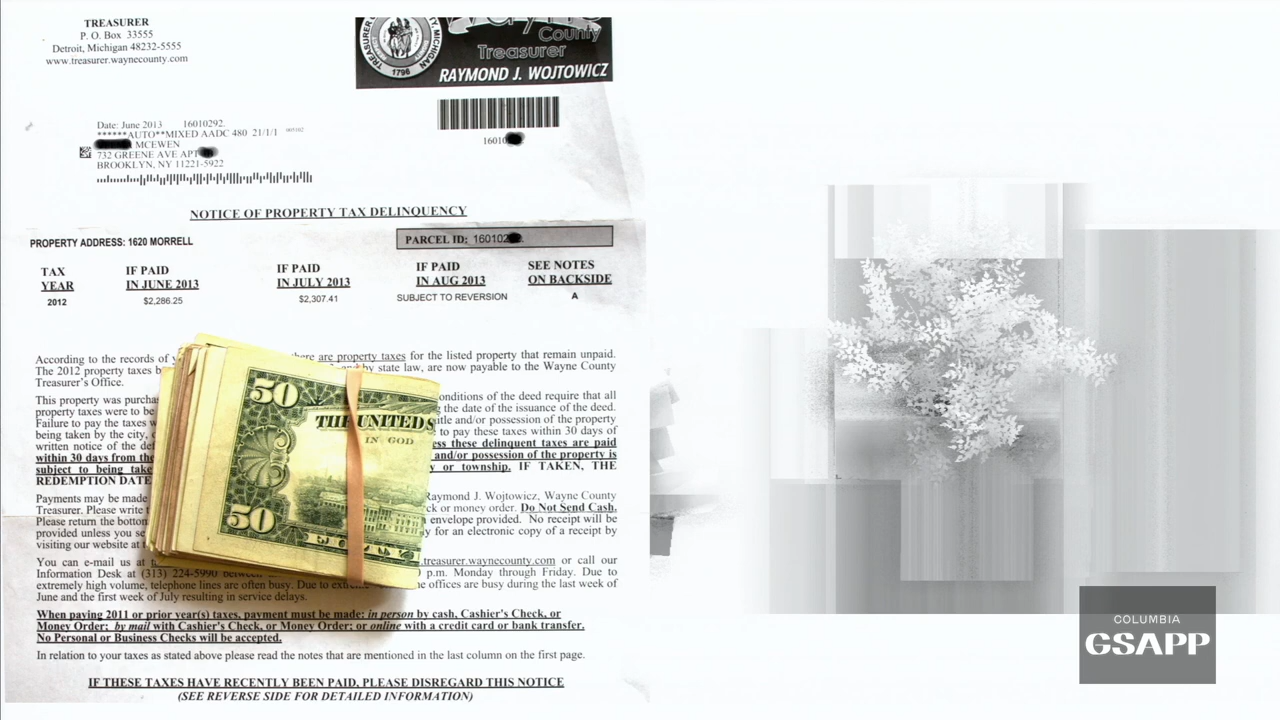 TREASURER
P. O. Box 33555
Detroit, Michigan 48232-5555
www.treasurer.waynecounty.com
TREASURER
MICHIGAN
1796
Wayne
County
Treasurer
RAYMOND J. WOJTOWICZ
Date: June 2013 16010292.
******AUTO**MIXED AADC 480 21/1/1
MCEWEN
732 GREENE AVE APT
BROOKLYN, NY 11221-5922
1601
NOTICE OF PROPERTY TAX DELINQUENCY
PROPERTY ADDRESS: 1620 MORRELL
PARCEL ID: 160102
TAX YEAR
IF PAID IN JUNE 2013
IF PAID IN JULY 2013
IF PAID IN AUG 2013
SEE NOTES ON BACKSIDE
2012 $2,286.25 $2,307.41 SUBJECT TO REVERSION A
According to the records of there are property taxes for the listed property that remain unpaid.
The 2012 property taxes by state law, are now payable to the Wayne County
Treasurer's Office.
This property was purchas conditions of the deed require that all
property taxes were to be the date of the issuance of the deed.
Failure to pay the taxes w title and/or possession of the property
being taken by the city, to pay these taxes within 30 days of
written notice of the def these delinquent taxes are paid
within 30 days from the and/or possession of the property is
subject to being take or township. IF TAKEN, THE
REDEMPTION DATE
Payments may be made Raymond J. Wojtowicz, Wayne County
Treasurer. Please write ck or money order. Do Not Send Cash.
Please return the bottom envelope provided. No receipt will be
provided unless you se for an electronic copy of a receipt by
visiting our website at
You can e-mail us at .treasurer.waynecounty.com or call our
Information Desk at (313) 224-5990 between p.m. Monday through Friday. Due to
extremely high volume, telephone lines are often busy. Due to offices are busy during the last week of
June and the first week of July resulting in service delays.
When paying 2011 or prior year(s) taxes, payment must be made: in person by cash, Cashier's Check, or
Money Order; by mail with Cashier's Check, or Money Order; or online with a credit card or bank transfer.
No Personal or Business Checks will be accepted.
In relation to your taxes as stated above please read the notes that are mentioned in the last column on the first page.
IF THESE TAXES HAVE RECENTLY BEEN PAID, PLEASE DISREGARD THIS NOTICE
(SEE REVERSE SIDE FOR DETAILED INFORMATION)
50
THE UNITED S
IN GOD
50
COLUMBIA
GSAPP